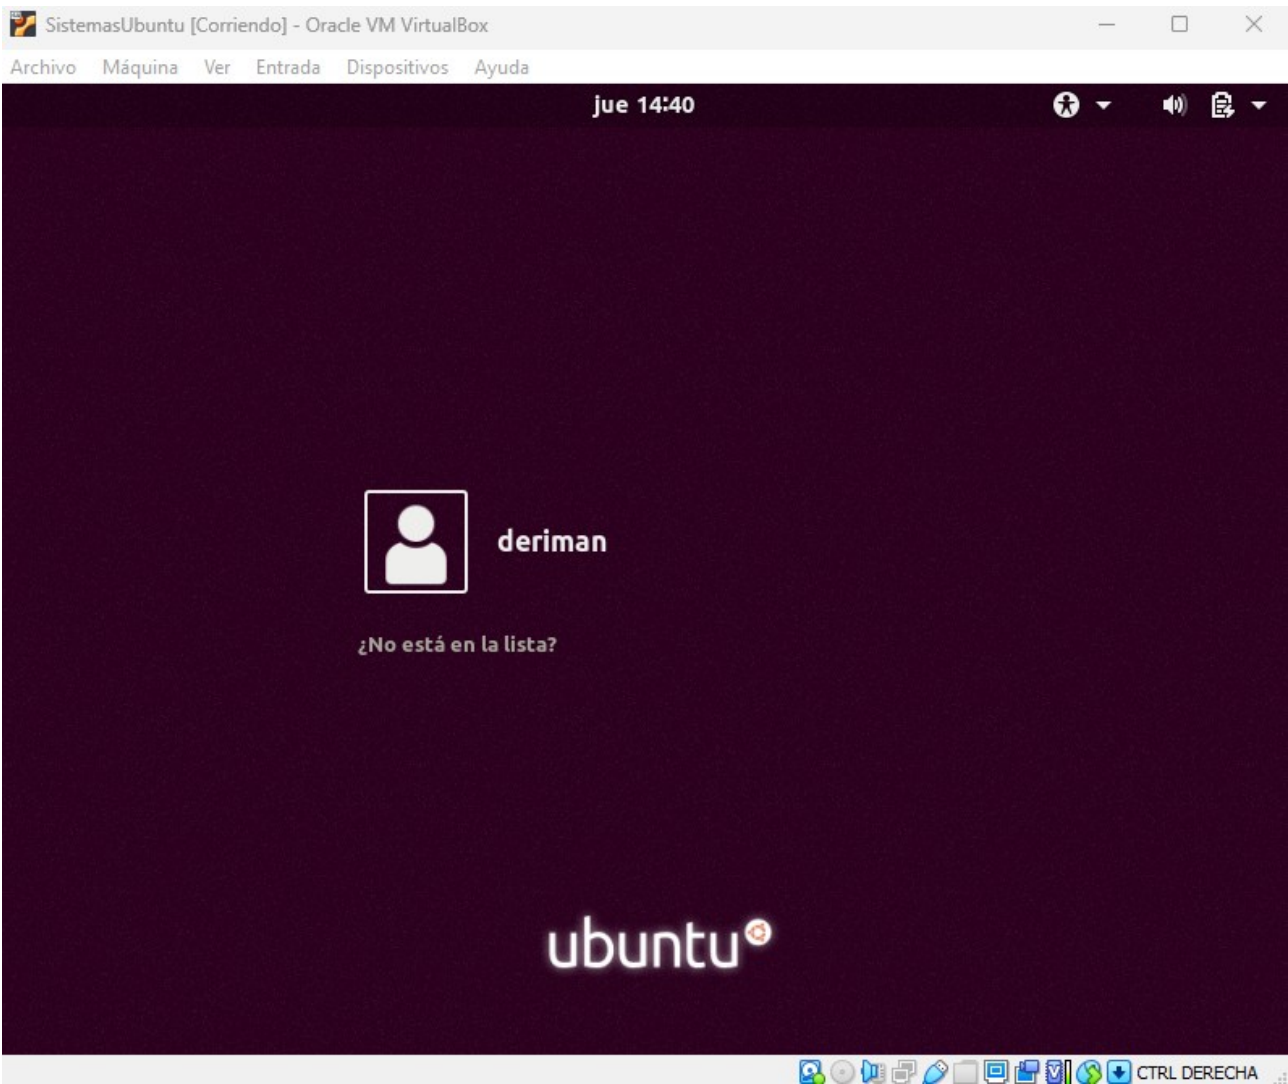 SistemasUbuntu [Corriendo] - Oracle VM VirtualBox
Archivo Máquina Ver Entrada Dispositivos Ayuda
jue 14:40
deriman
¿No está en la lista?
ubuntu
CTRL DERECHA